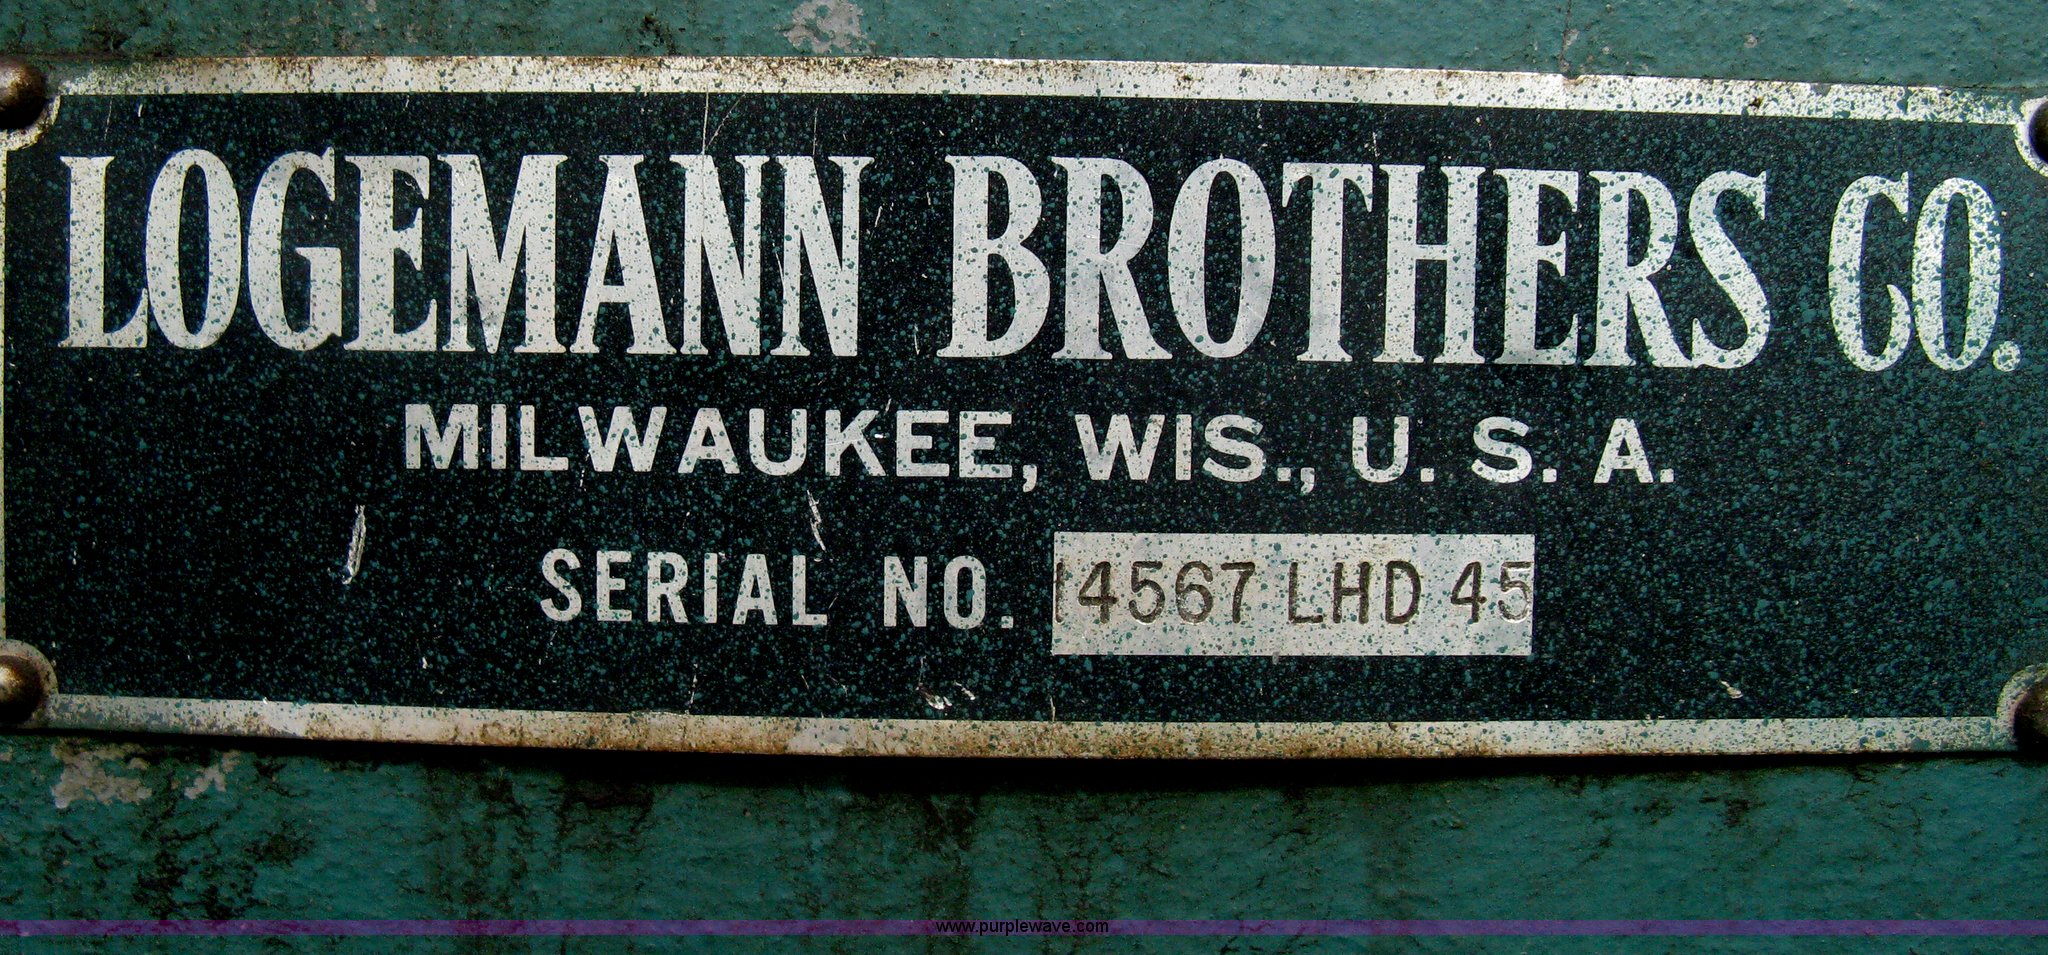 LOGEMANN BROTHERS CO.
MILWAUKEE, WIS., U. S. A.
SERIAL NO. 14567 LHD 45
www.purplewave.com